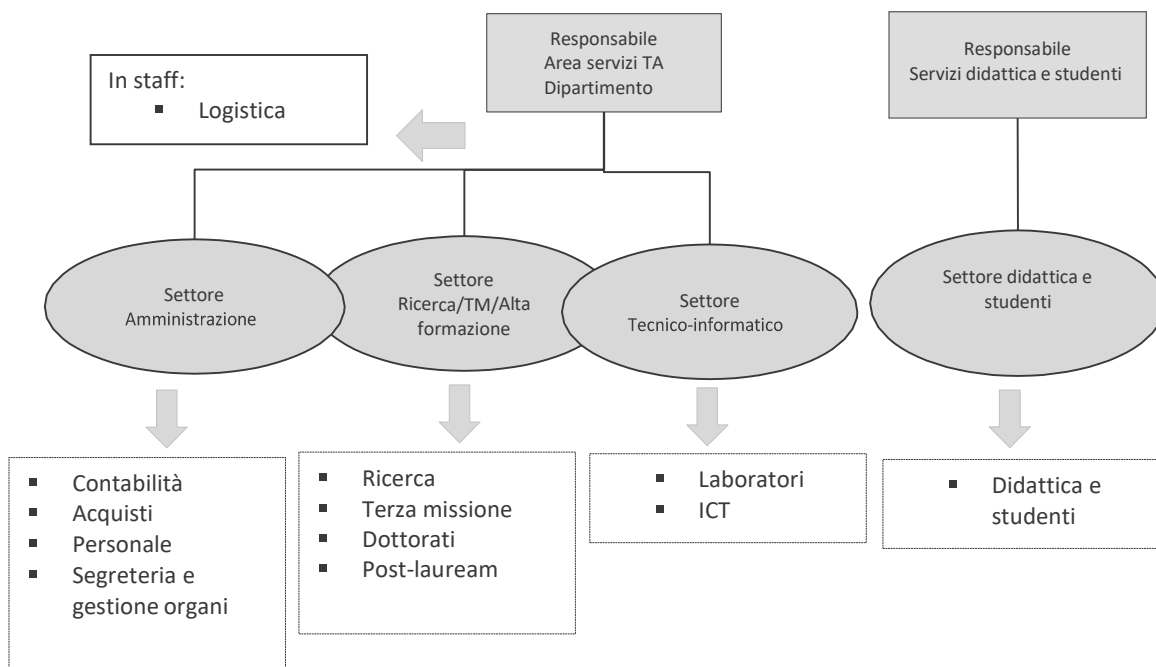 Responsabile
Area servizi TA
Dipartimento
Responsabile
Servizi didattica e studenti
In staff:
▪ Logistica
Settore
Amministrazione
Settore
Ricerca/TM/Alta
formazione
Settore
Tecnico-informatico
Settore didattica e
studenti
▪ Contabilità
▪ Acquisti
▪ Personale
▪ Segreteria e
gestione organi
▪ Ricerca
▪ Terza missione
▪ Dottorati
▪ Post-lauream
▪ Laboratori
▪ ICT
▪ Didattica e
studenti